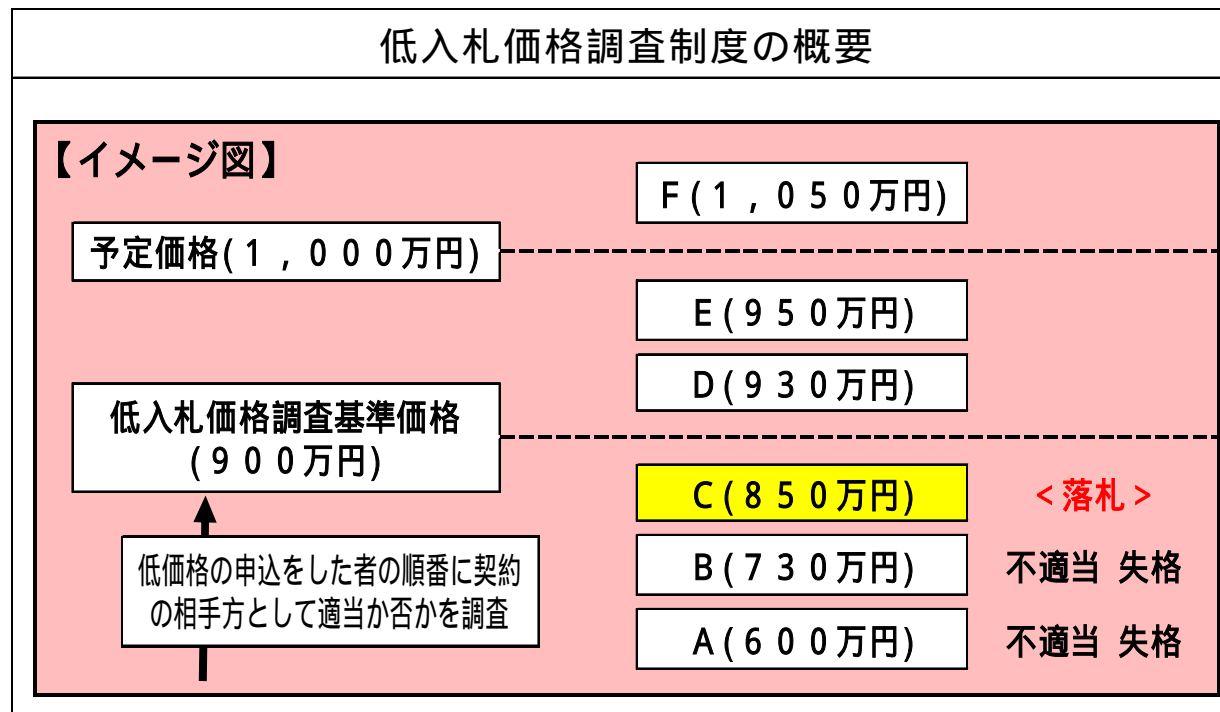 低入札価格調査制度の概要
【イメージ図】
F(1,050万円)
予定価格(1,000万円)
E(950万円)
D(930万円)
低入札価格調査基準価格
(900万円)
C(850万円)
<落札>
低価格の申込をした者の順番に契約
の相手方として適当か否かを調査
B(730万円)
不適当 失格
A(600万円)
不適当 失格